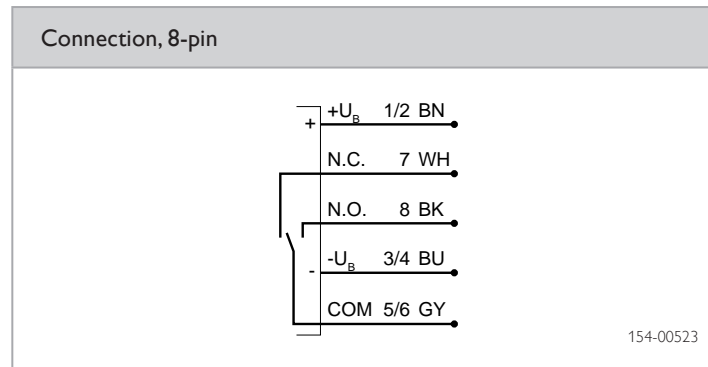 Connection, 8-pin
+ +U_B 1/2 BN
N.C. 7 WH
N.O. 8 BK
- -U_B 3/4 BU
COM 5/6 GY
154-00523